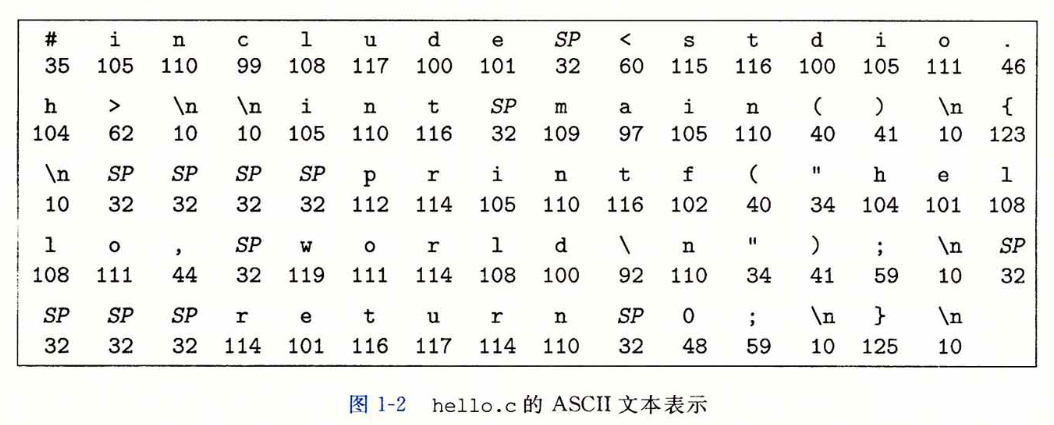 # i n c l u d e SP < s t d i o .
35 105 110 99 108 117 100 101 32 60 115 116 100 105 111 46
h > \n \n i n t SP m a i n ( ) \n {
104 62 10 10 105 110 116 32 109 97 105 110 40 41 10 123
\n SP SP SP SP p r i n t f ( " h e l
10 32 32 32 32 112 114 105 110 116 102 40 34 104 101 108
l o , SP w o r l d \ n " ) ; \n SP
108 111 44 32 119 111 114 108 100 92 110 34 41 59 10 32
SP SP SP r e t u r n SP 0 ; \n } \n
32 32 32 114 101 116 117 114 110 32 48 59 10 125 10
图 1-2 hello.c 的 ASCII 文本表示